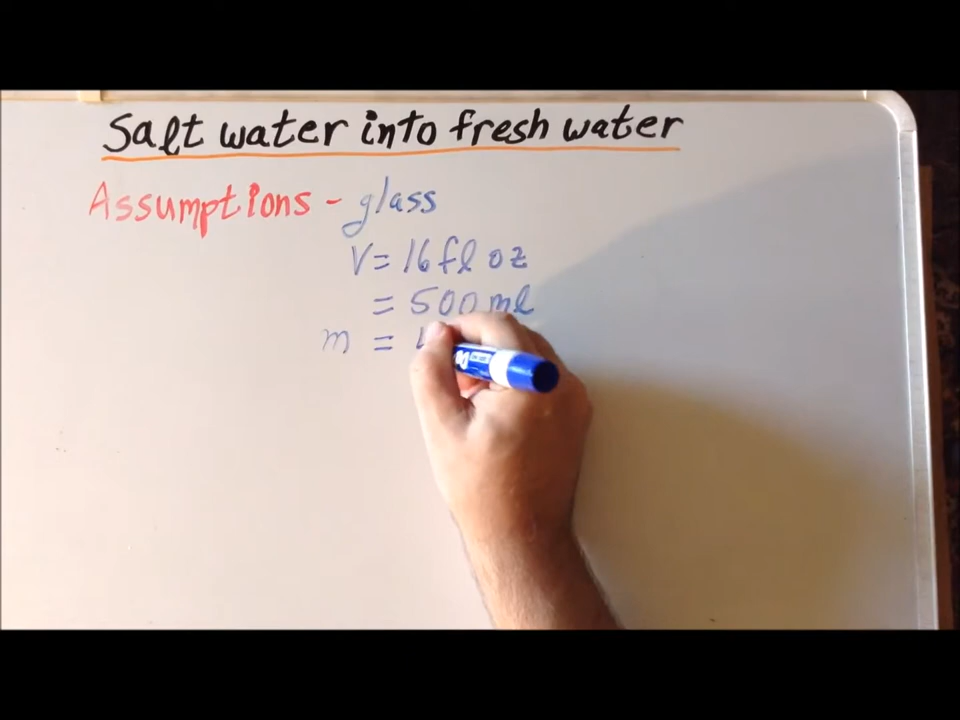 Salt water into fresh water
Assumptions - glass
V = 16 fl oz
= 500 ml
m =